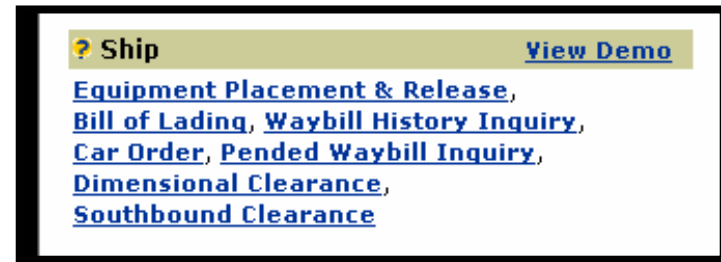 ? Ship View Demo
Equipment Placement & Release,
Bill of Lading, Waybill History Inquiry,
Car Order, Pended Waybill Inquiry,
Dimensional Clearance,
Southbound Clearance